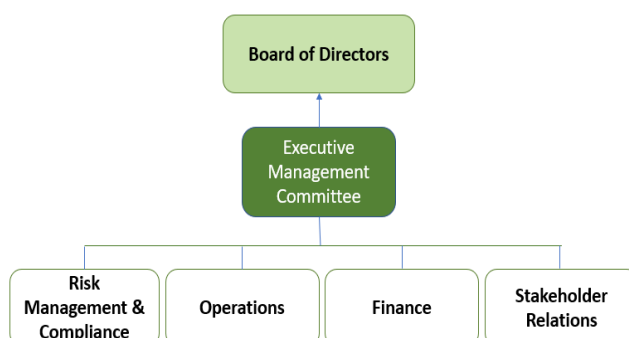 Board of Directors
Executive
Management
Committee
Risk
Management &
Compliance
Operations
Finance
Stakeholder
Relations